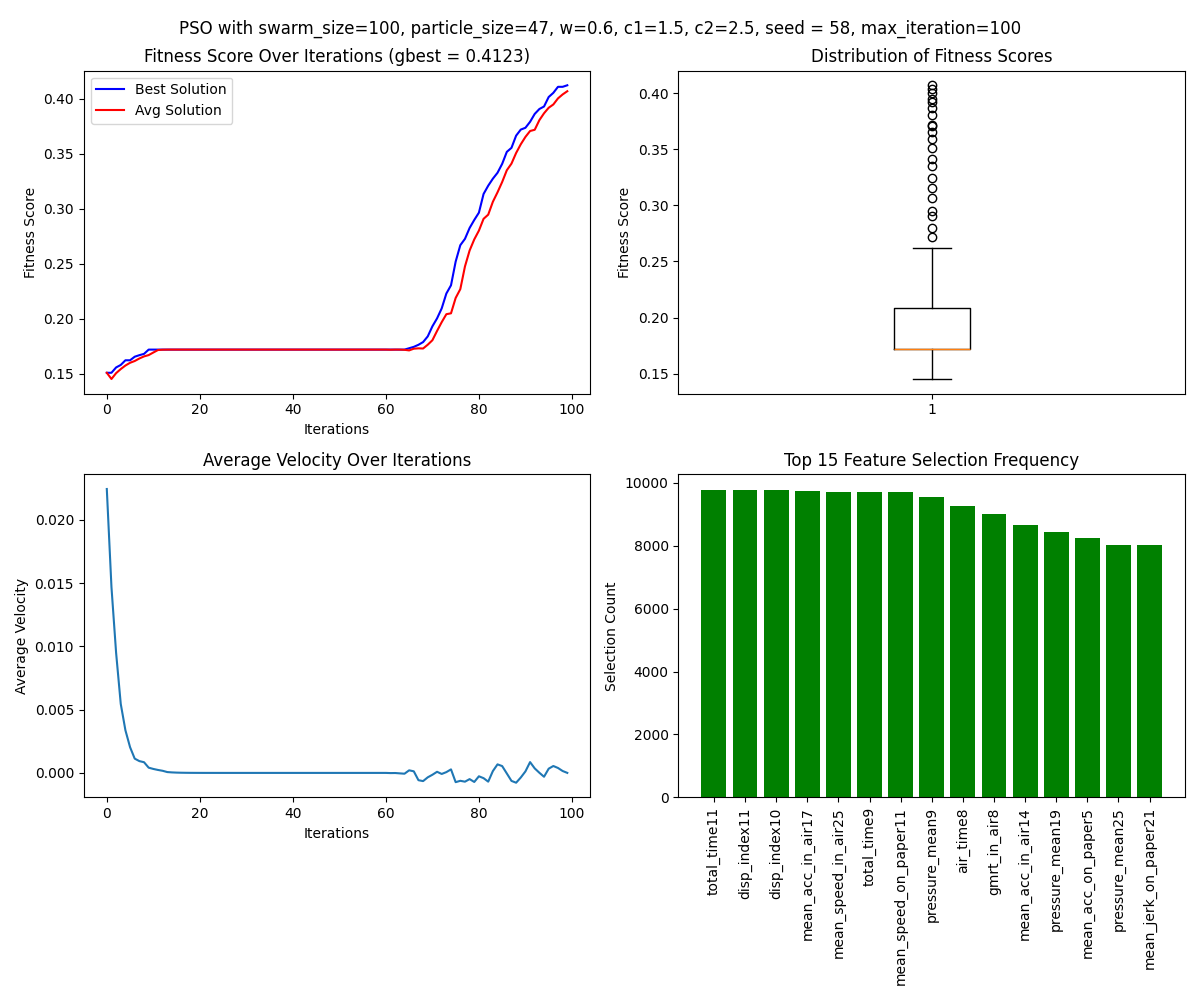 PSO with swarm_size=100, particle_size=47, w=0.6, c1=1.5, c2=2.5, seed = 58, max_iteration=100
Fitness Score Over Iterations (gbest = 0.4123)
Best Solution
Avg Solution
Fitness Score
0.40
0.35
0.30
0.25
0.20
0.15
0
20
40
60
80
100
Iterations
Distribution of Fitness Scores
Fitness Score
0.40
0.35
0.30
0.25
0.20
0.15
1
Average Velocity Over Iterations
Average Velocity
0.020
0.015
0.010
0.005
0.000
0
20
40
60
80
100
Iterations
Top 15 Feature Selection Frequency
Selection Count
10000
8000
6000
4000
2000
0
total_time11
disp_index11
disp_index10
mean_acc_in_air17
mean_speed_in_air25
total_time9
mean_speed_on_paper11
pressure_mean9
air_time8
gmrt_in_air8
mean_acc_in_air14
pressure_mean19
mean_acc_on_paper5
pressure_mean25
mean_jerk_on_paper21